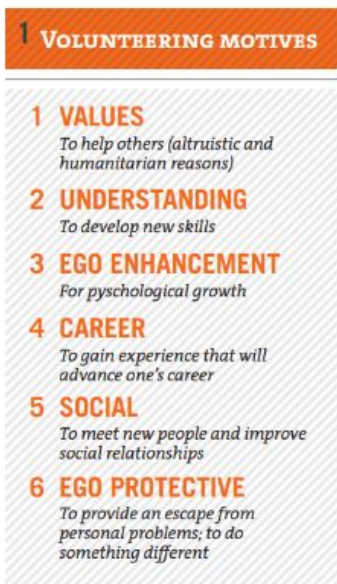 1 VOLUNTEERING MOTIVES
1 VALUES
To help others (altruistic and
humanitarian reasons)
2 UNDERSTANDING
To develop new skills
3 EGO ENHANCEMENT
For pyschological growth
4 CAREER
To gain experience that will
advance one's career
5 SOCIAL
To meet new people and improve
social relationships
6 EGO PROTECTIVE
To provide an escape from
personal problems; to do
something different